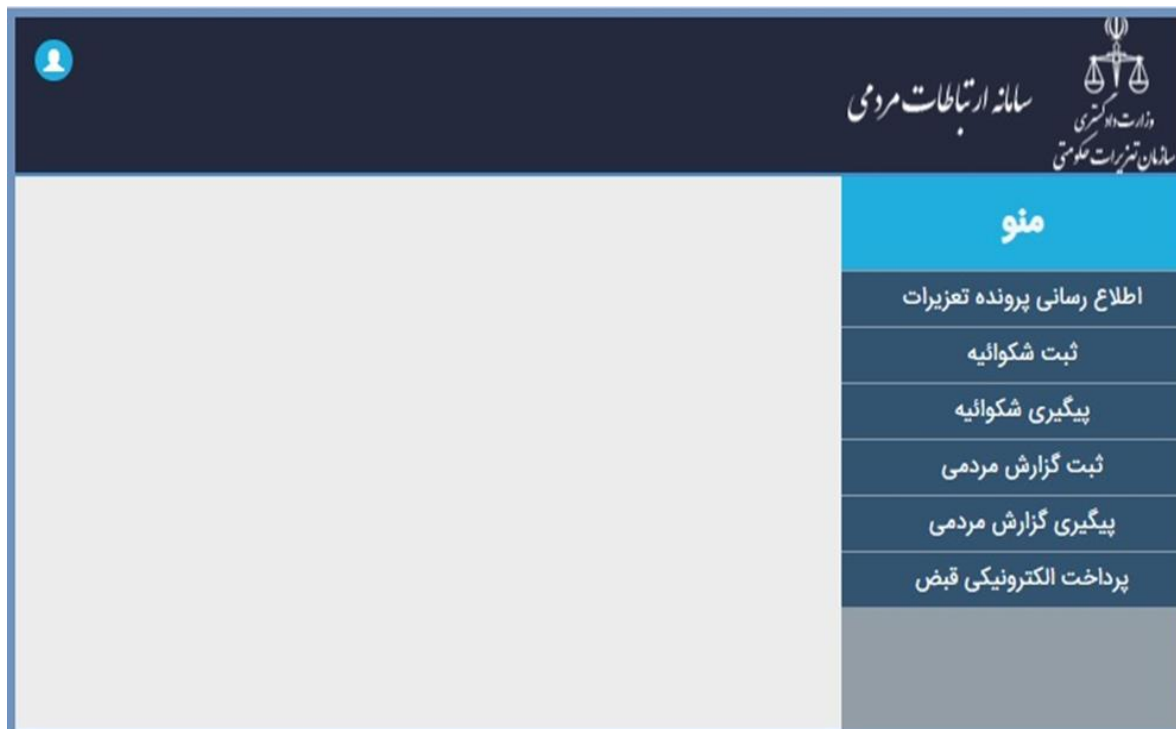 وزارت دادگستری
سازمان تعزیرات حکومتی
سامانه ارتباطات مردمی
منو
اطلاع رسانی پرونده تعزیرات
ثبت شکوائیه
پیگیری شکوائیه
ثبت گزارش مردمی
پیگیری گزارش مردمی
پرداخت الکترونیکی قبض